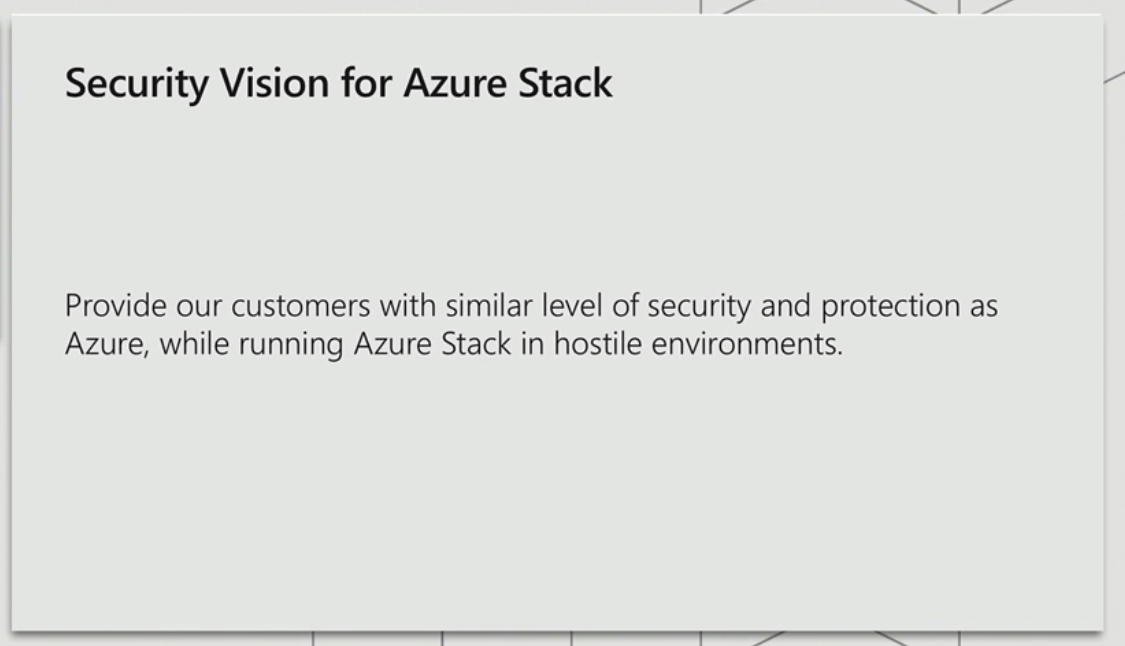 Security Vision for Azure Stack
Provide our customers with similar level of security and protection as
Azure, while running Azure Stack in hostile environments.